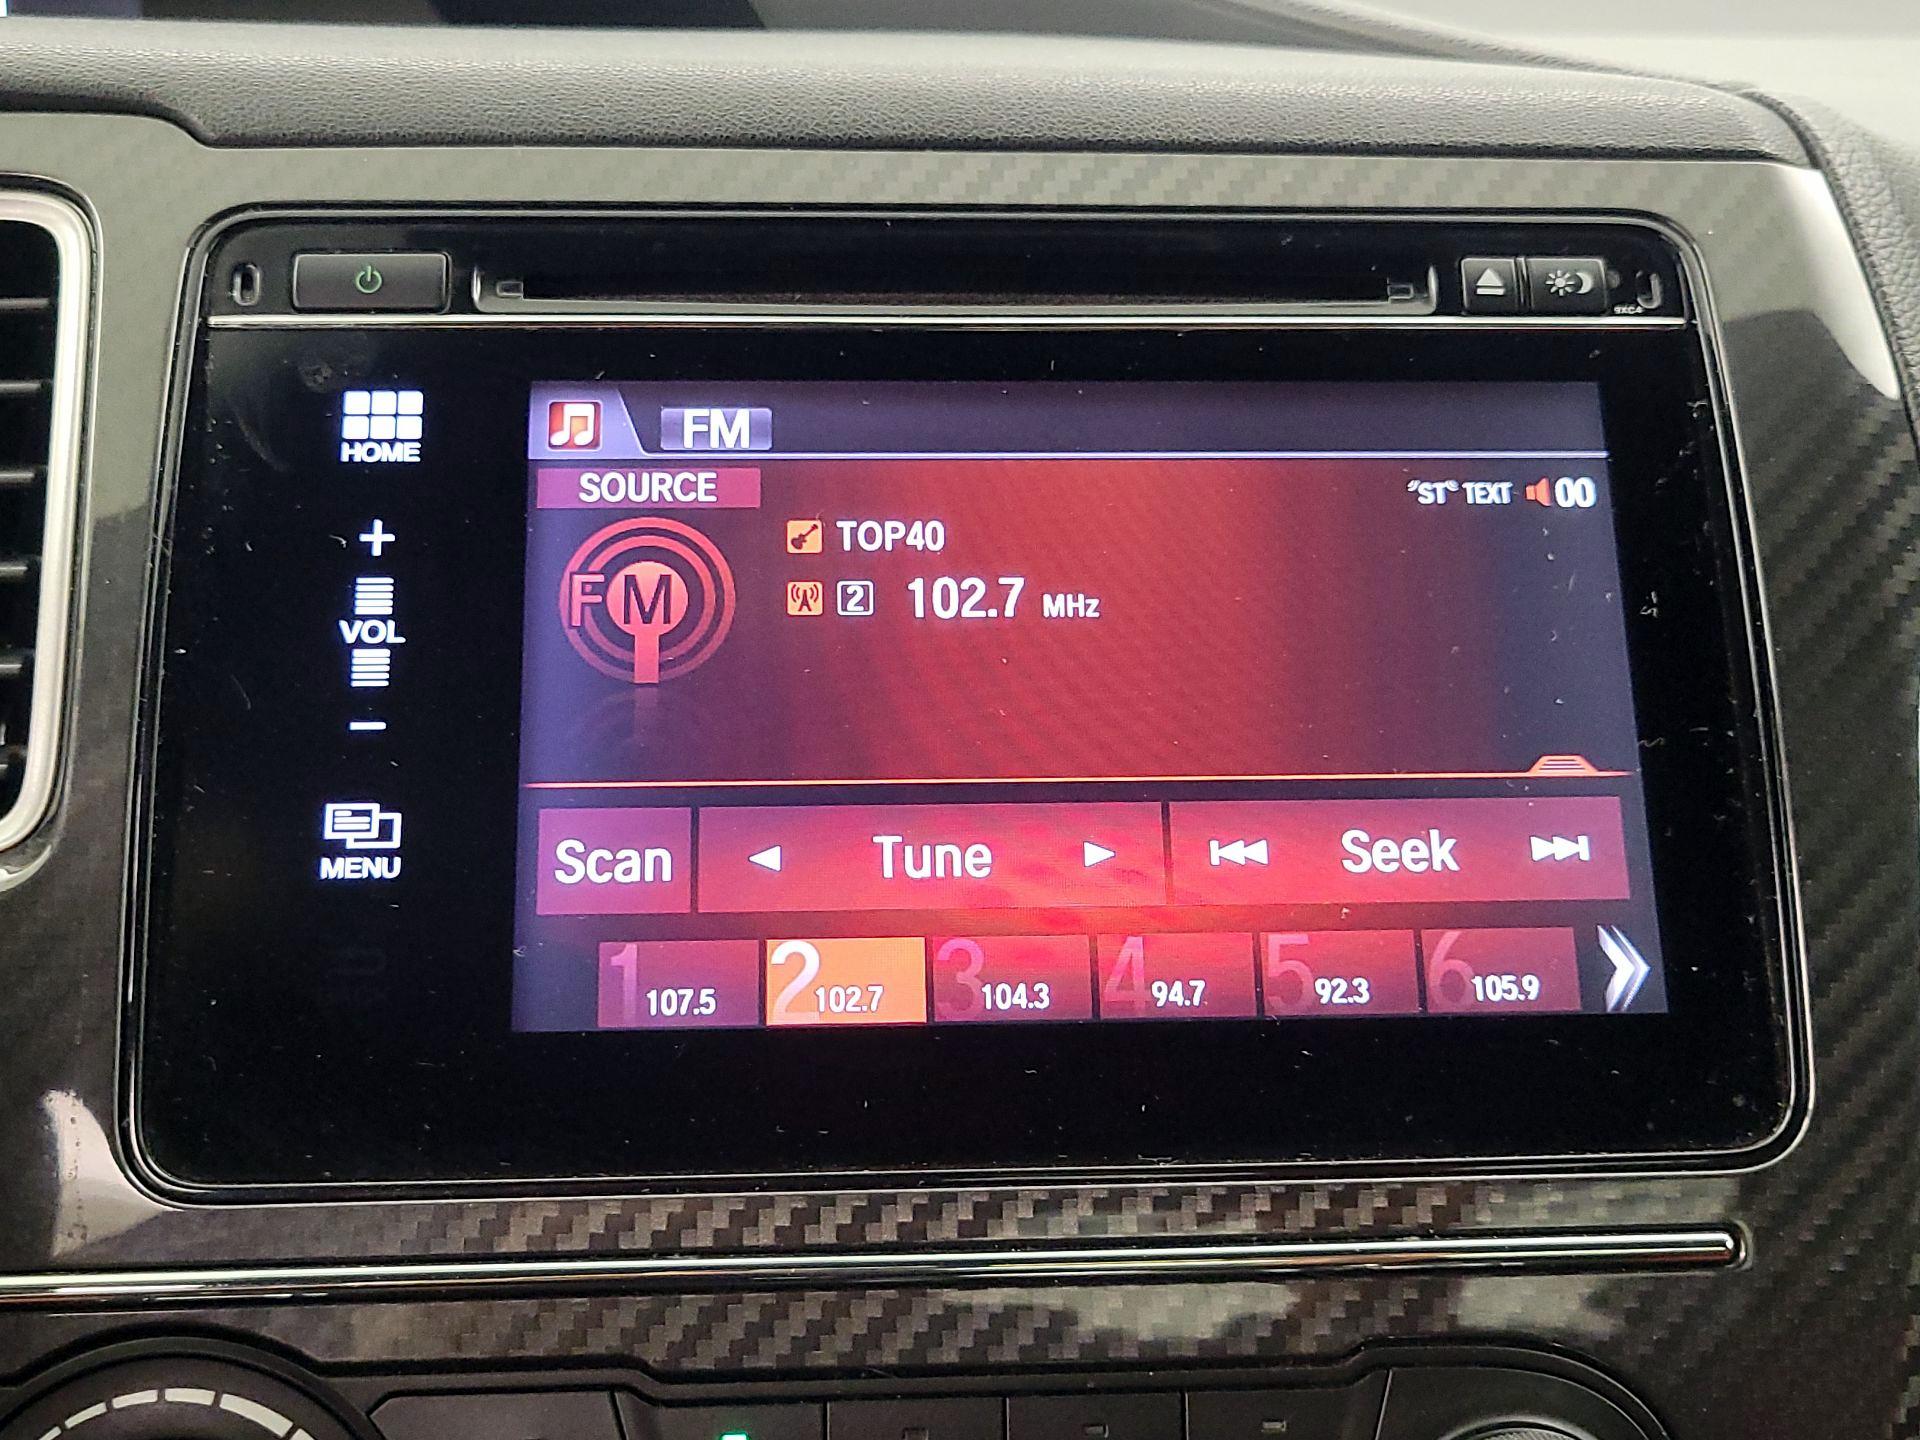 9XC4
HOME
FM
SOURCE
"ST" TEXT 00
TOP40
FM
2 102.7 MHz
+
VOL
−
MENU
Scan Tune Seek
1 107.5 2 102.7 3 104.3 4 94.7 5 92.3 6 105.9